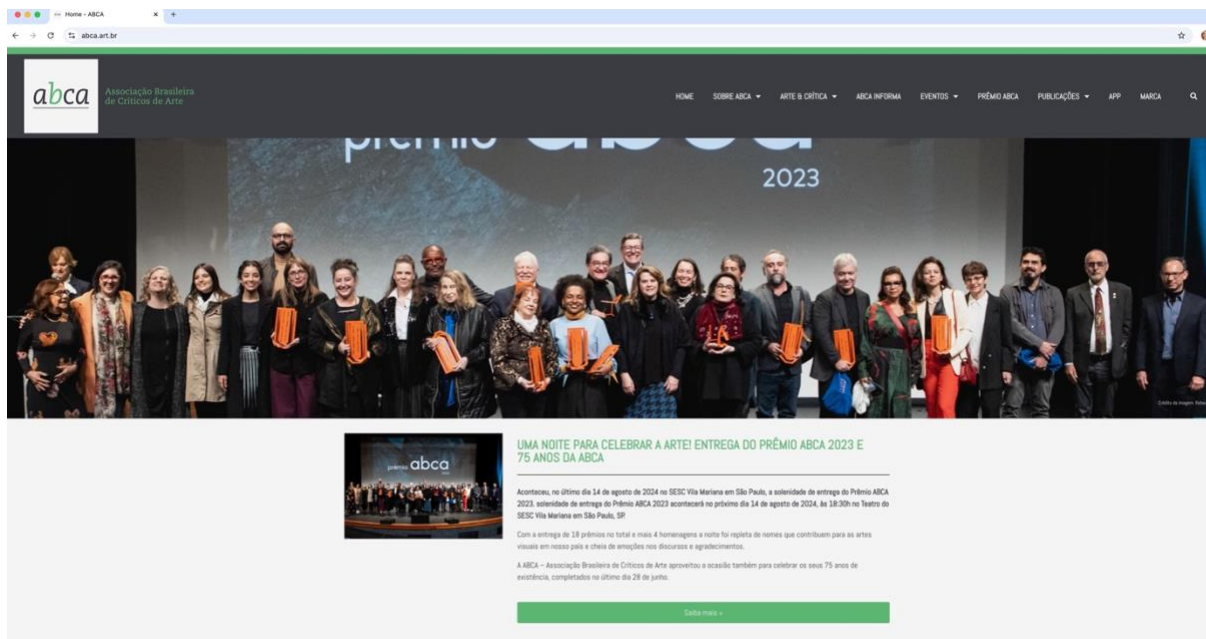 Home – ABCA
abca.art.br
abca
Associação Brasileira
de Críticos de Arte
HOME SOBRE ABCA ARTE & CRÍTICA ABCA INFORMA EVENTOS PRÊMIO ABCA PUBLICAÇÕES APP MARCA
prêmio abca
2023
Crédito da imagem:
prêmio abca
UMA NOITE PARA CELEBRAR A ARTE! ENTREGA DO PRÊMIO ABCA 2023 E
75 ANOS DA ABCA
Aconteceu, no último dia 14 de agosto de 2024 no SESC Vila Mariana em São Paulo, a solenidade de entrega do Prêmio ABCA
2023. solenidade de entrega do Prêmio ABCA 2023 acontecerá no próximo dia 14 de agosto de 2024, às 18:30h no Teatro do
SESC Vila Mariana em São Paulo, SP.
Com a entrega de 18 prêmios no total e mais 4 homenagens a noite foi repleta de nomes que contribuem para as artes
visuais em nosso país e cheia de emoções nos discursos e agradecimentos.
A ABCA – Associação Brasileira de Críticos de Arte aproveitou a ocasião também para celebrar os seus 75 anos de
existência, completados no último dia 28 de junho.
Saiba mais »